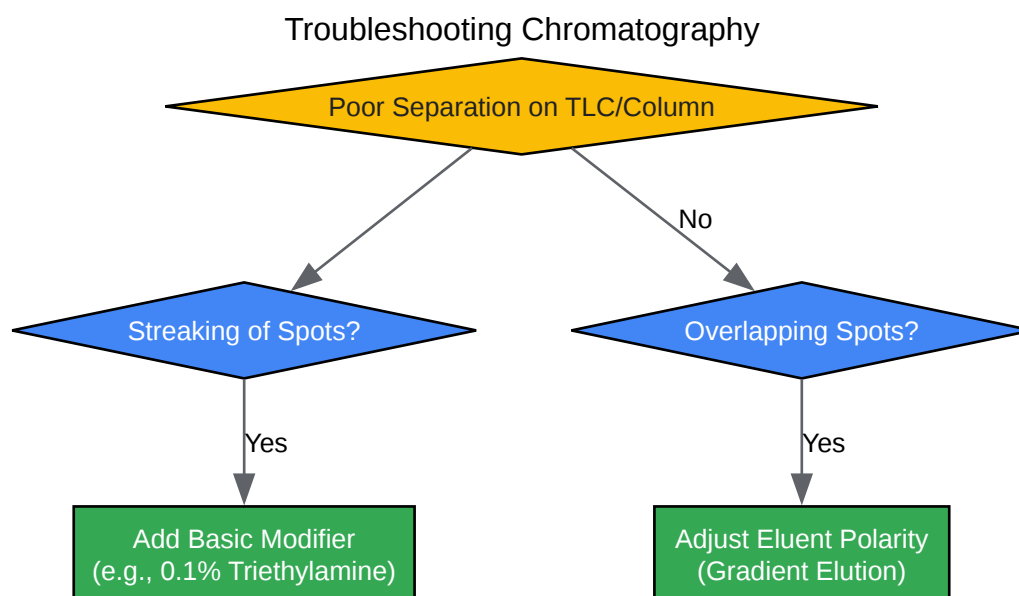 Troubleshooting Chromatography
Poor Separation on TLC/Column
No
Streaking of Spots?
Overlapping Spots?
Yes
Yes
Add Basic Modifier
(e.g., 0.1% Triethylamine)
Adjust Eluent Polarity
(Gradient Elution)